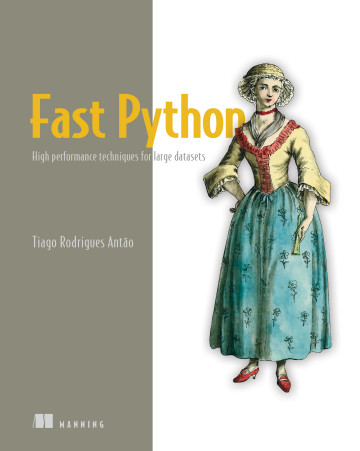 Fast Python
High performance techniques for large datasets
Tiago Rodrigues Antão
MANNING